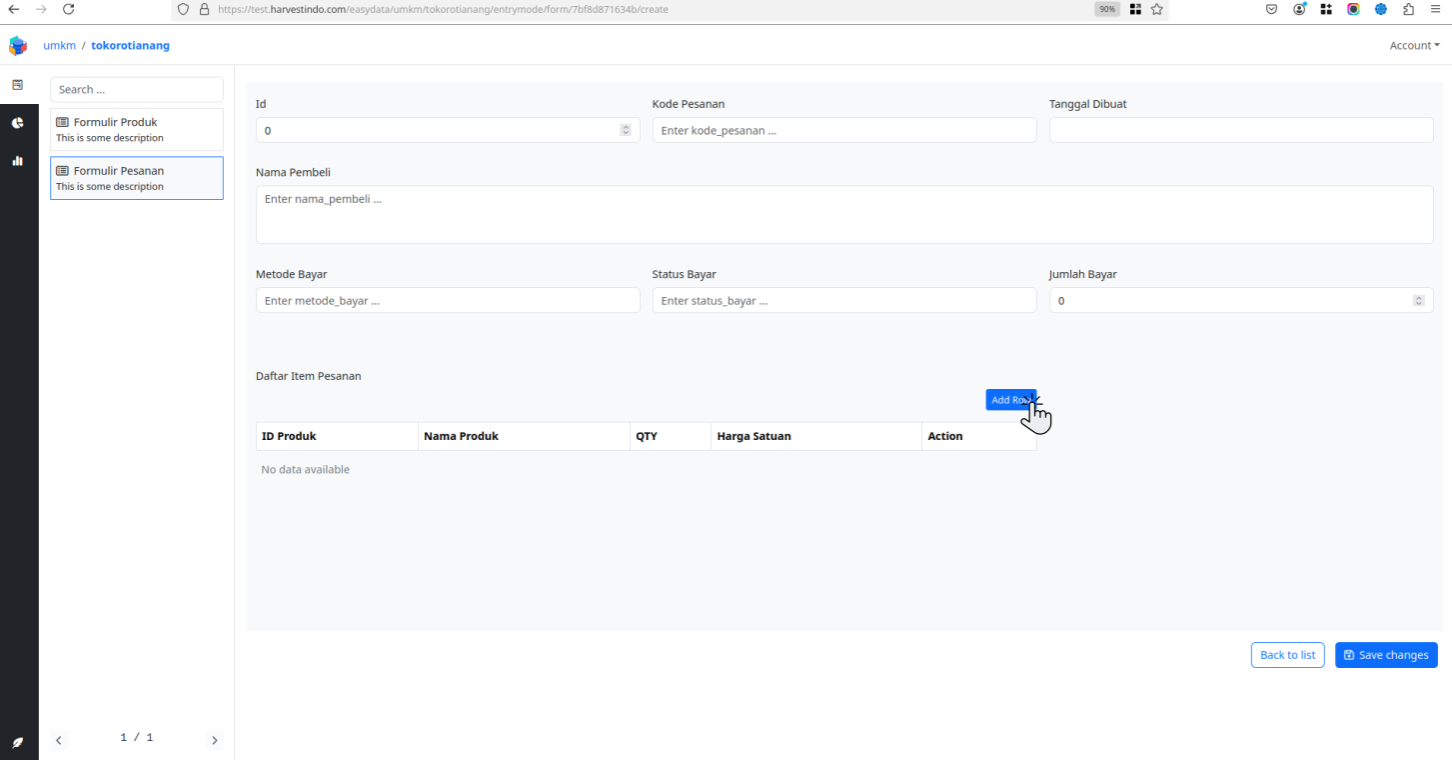 https://test.harvestindo.com/easydata/umkm/tokorotianang/entrymode/form/7bf8d871634b/create
90%
umkm / tokorotianang
Account
Search ...
Formulir Produk
This is some description
Formulir Pesanan
This is some description
1 / 1
Id
Kode Pesanan
Tanggal Dibuat
0
Enter kode_pesanan ...
Nama Pembeli
Enter nama_pembeli ...
Metode Bayar
Status Bayar
Jumlah Bayar
Enter metode_bayar ...
Enter status_bayar ...
0
Daftar Item Pesanan
Add Row
ID Produk
Nama Produk
QTY
Harga Satuan
Action
No data available
Back to list
Save changes